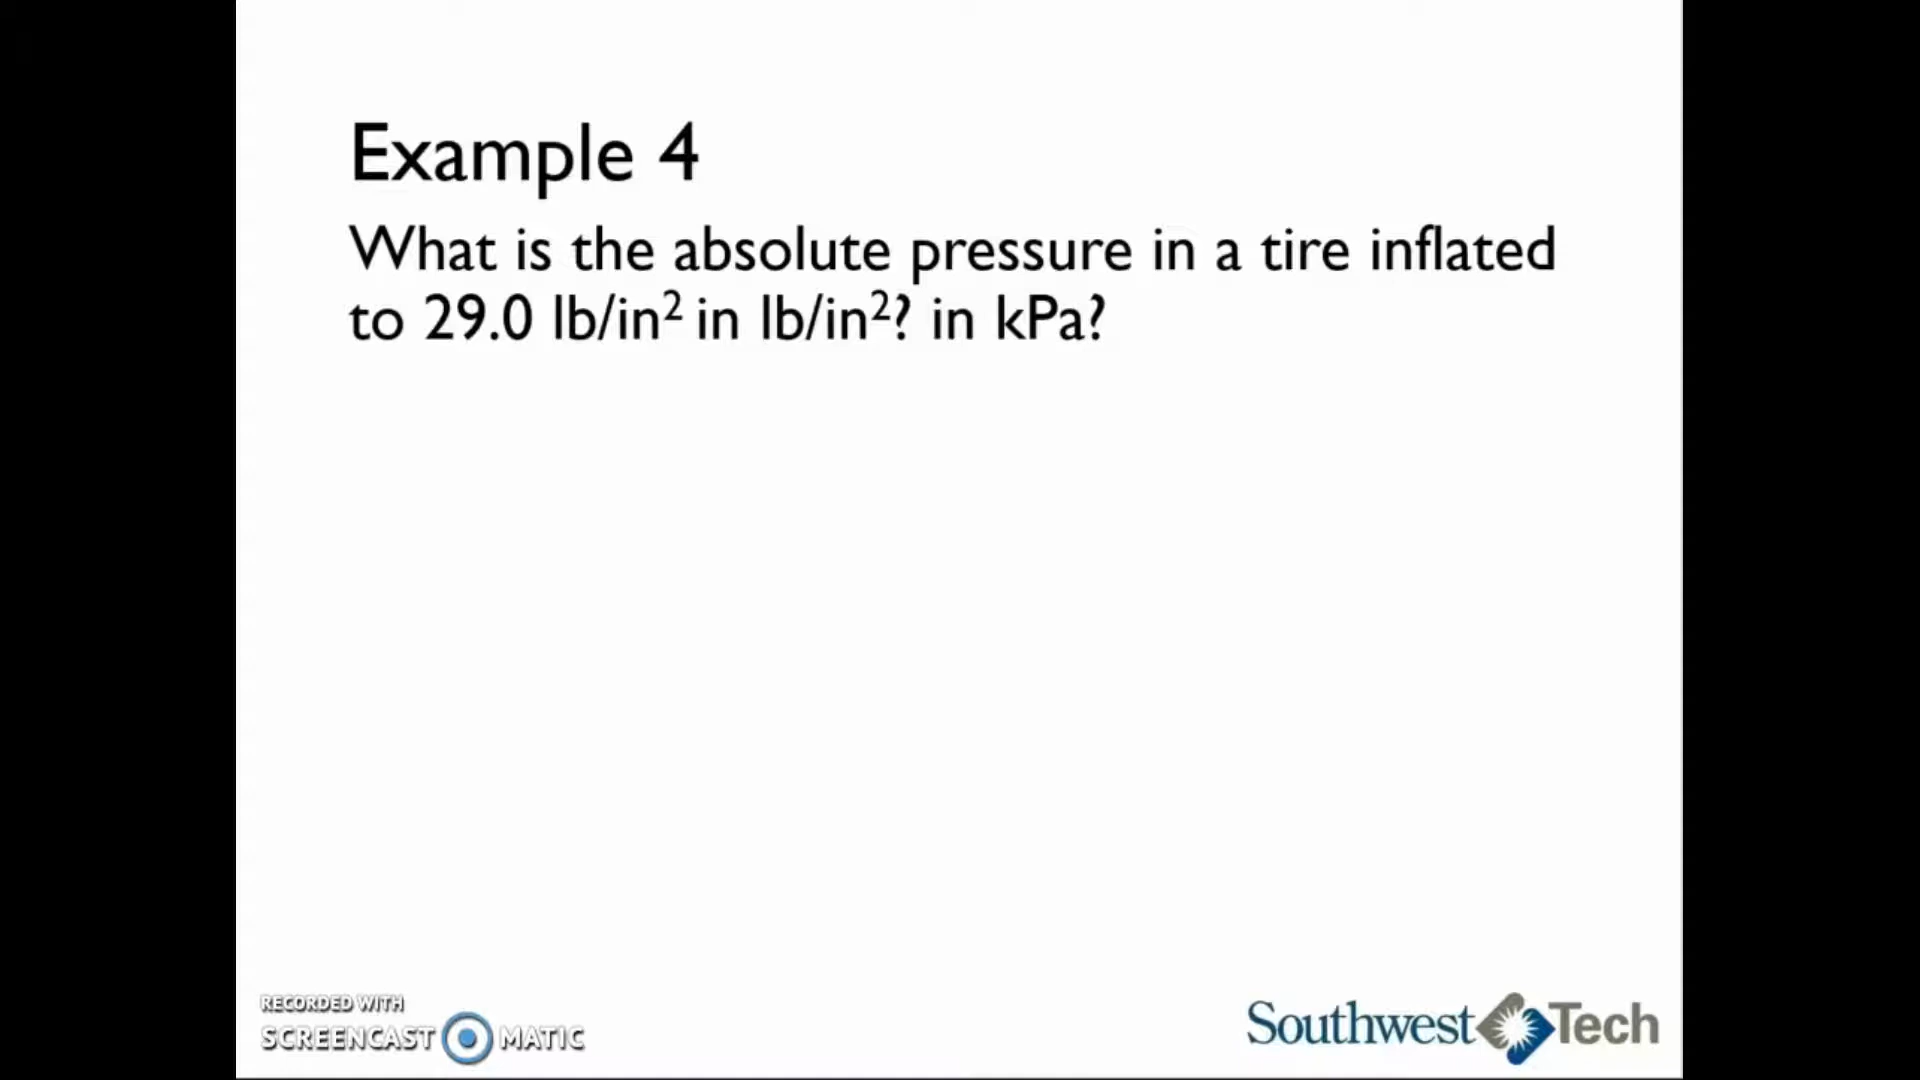 Example 4
What is the absolute pressure in a tire inflated
to 29.0 lb/in² in lb/in²? in kPa?
RECORDED WITH
SCREENCAST MATIC
Southwest Tech